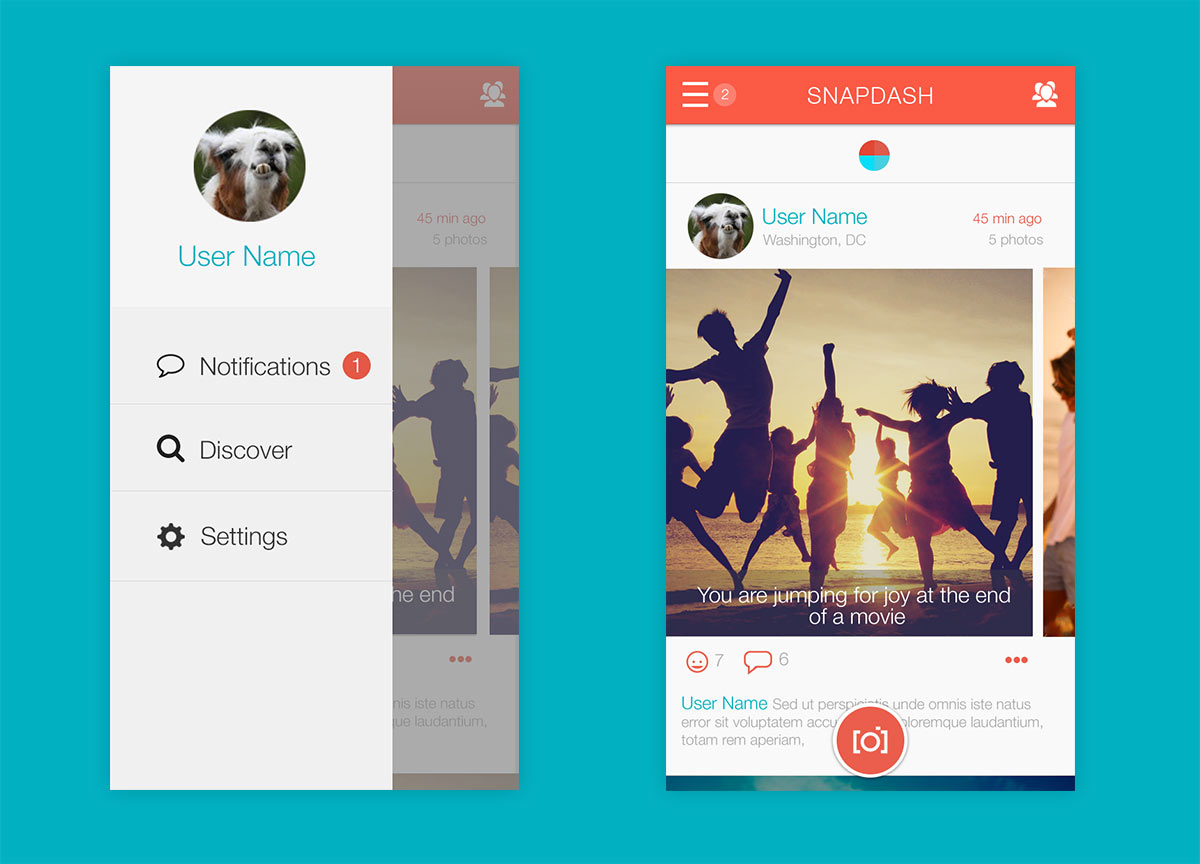 User Name
Notifications 1
Discover
Settings
45 min ago
5 photos
he end
nis iste natus
que laudantium,
2 SNAPDASH
User Name
Washington, DC
45 min ago
5 photos
You are jumping for joy at the end
of a movie
7 6
User Name Sed ut perspiciatis unde omnis iste natus
error sit voluptatem accu oloremque laudantium,
totam rem aperiam,